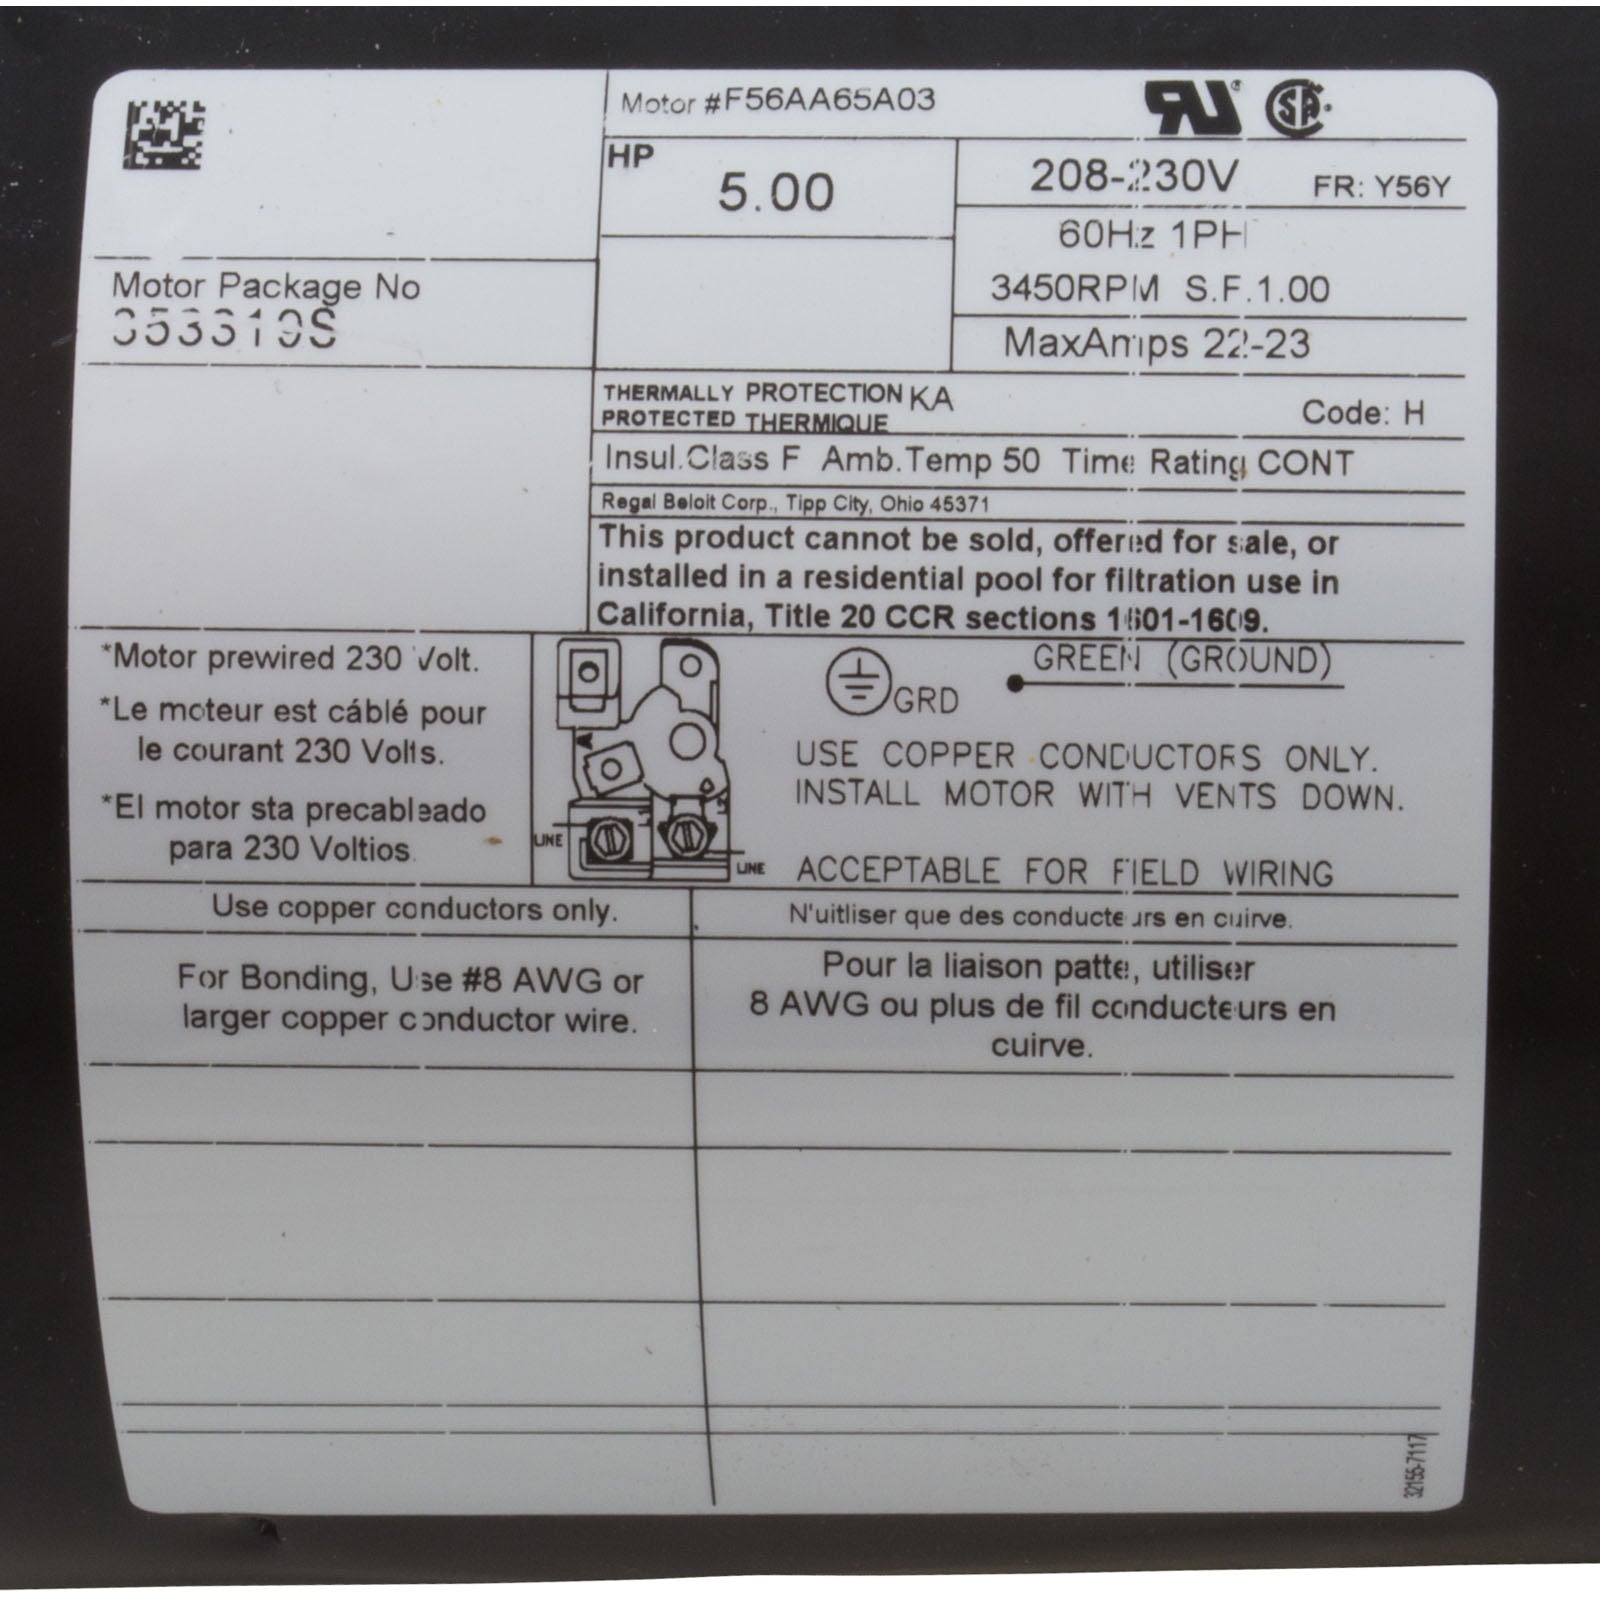 Motor #F56AA65A03
HP
5.00
208-230V FR: Y56Y
60Hz 1PH
3450RPM S.F.1.00
MaxAmps 22-23
Motor Package No
353319S
THERMALLY PROTECTION KA
PROTECTED THERMIQUE
Code: H
Insul.Class F Amb.Temp 50 Time Rating CONT
Regal Beloit Corp., Tipp City, Ohio 45371
This product cannot be sold, offered for sale, or
installed in a residential pool for filtration use in
California, Title 20 CCR sections 1601-1609.
*Motor prewired 230 Volt.
*Le moteur est cáblé pour
le courant 230 Volts.
*El motor sta precableado
para 230 Voltios.
A
L1
L2
LINE
LINE
GRD
GREEN (GROUND)
USE COPPER CONDUCTORS ONLY.
INSTALL MOTOR WITH VENTS DOWN.
ACCEPTABLE FOR FIELD WIRING
Use copper conductors only.
N'uitliser que des conducteurs en cuirve.
For Bonding, Use #8 AWG or
larger copper conductor wire.
Pour la liaison patte, utiliser
8 AWG ou plus de fil conducteurs en
cuirve.
32155-7117